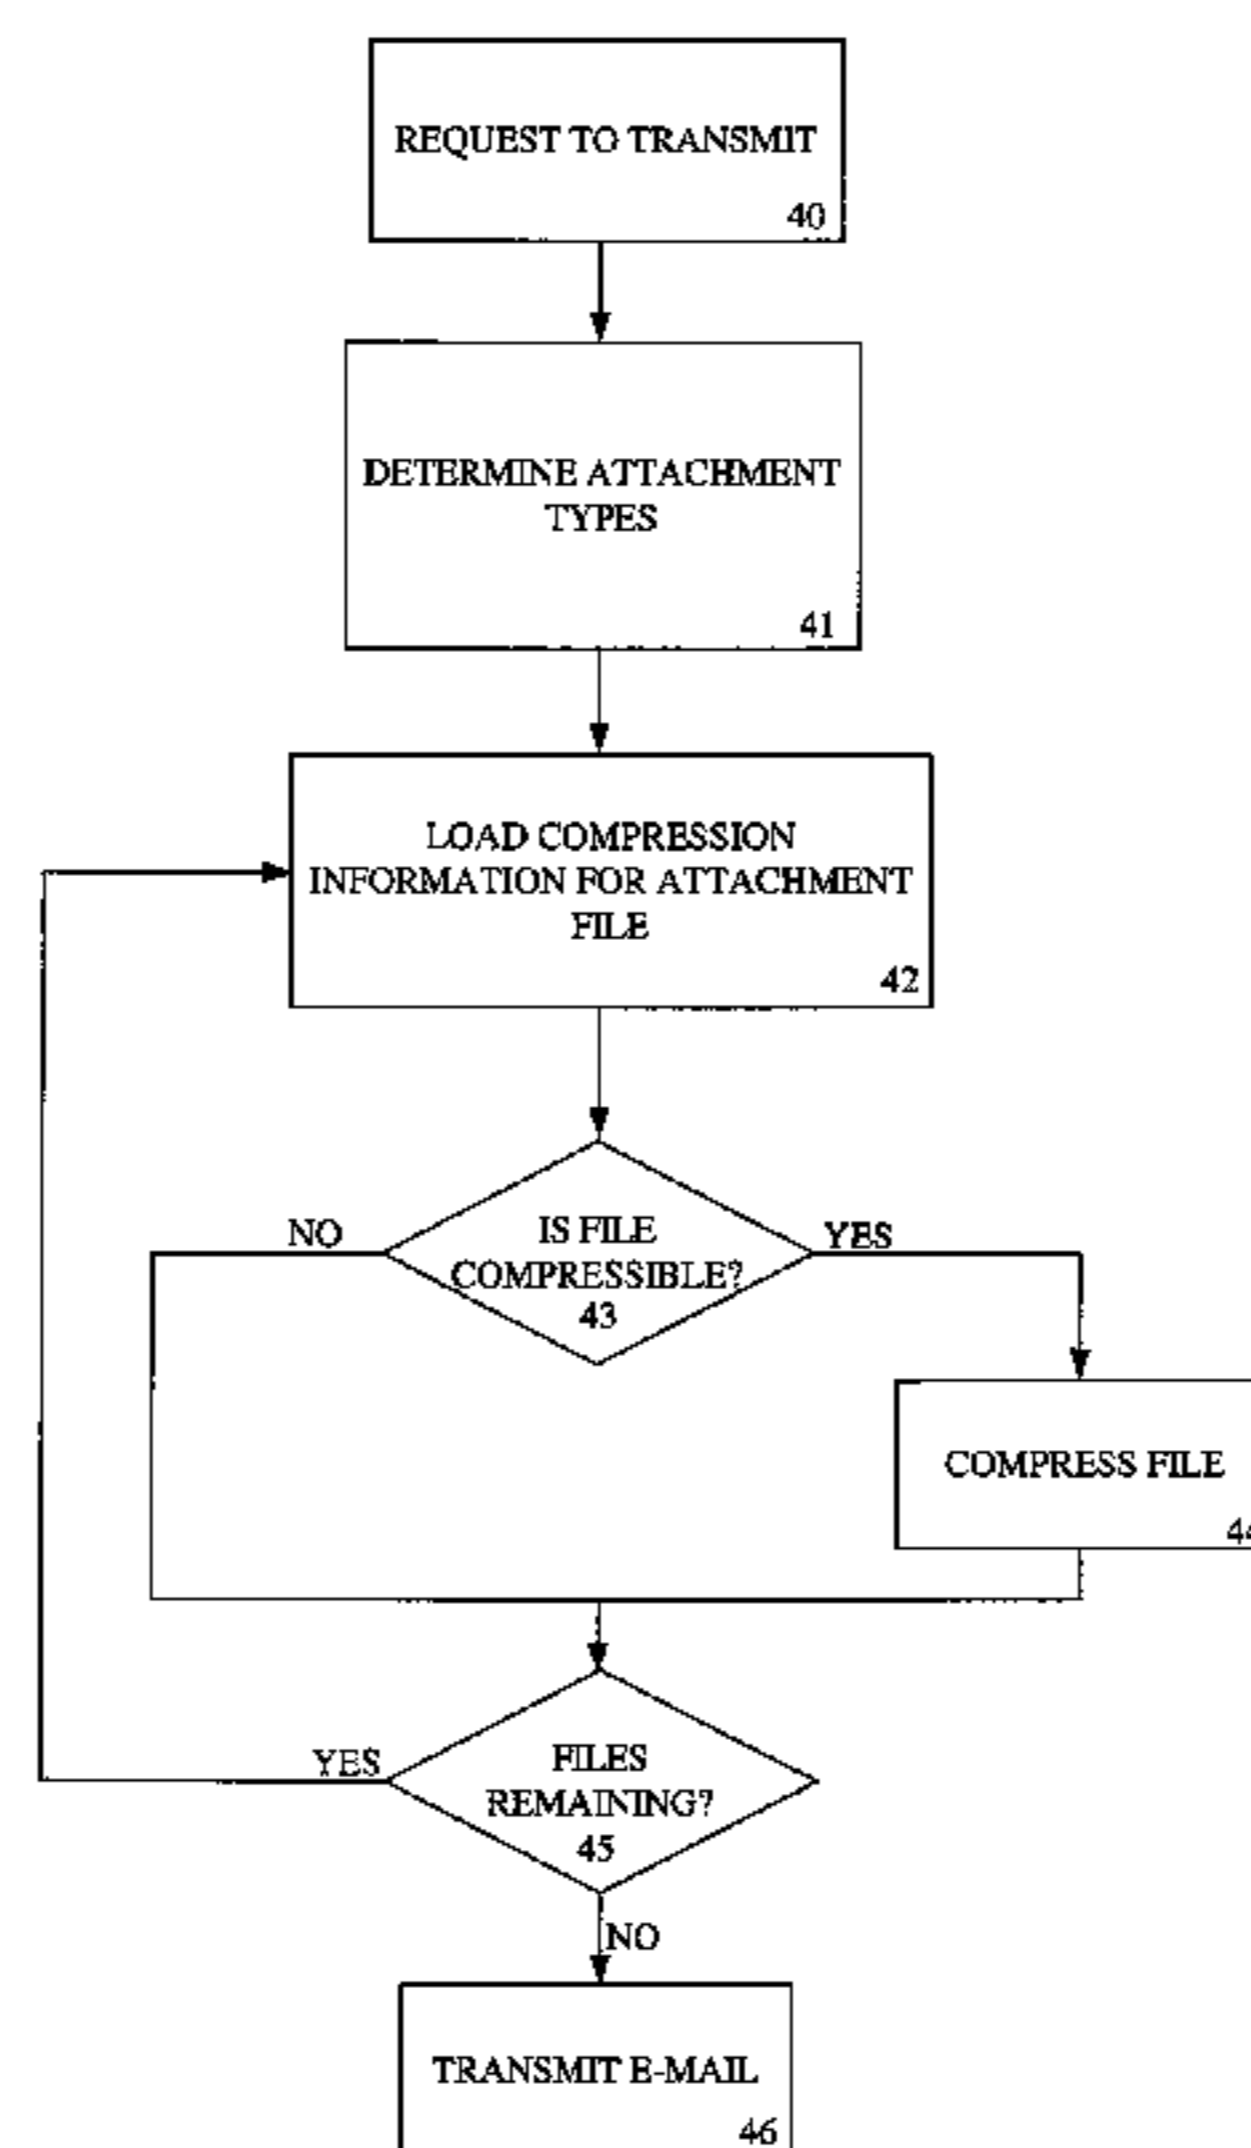 REQUEST TO TRANSMIT
40
DETERMINE ATTACHMENT
TYPES
41
LOAD COMPRESSION
INFORMATION FOR ATTACHMENT
FILE
42
NO
IS FILE
COMPRESSIBLE?
43
YES
COMPRESS FILE
YES
FILES
REMAINING?
45
NO
TRANSMIT E-MAIL
46